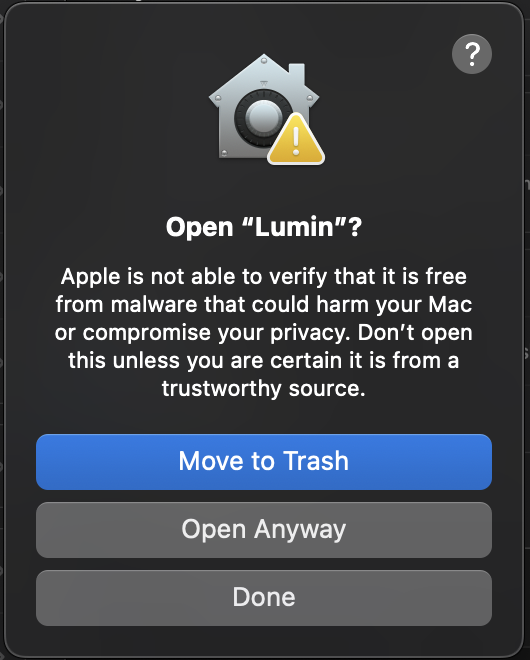 ?
Open “Lumin”?
Apple is not able to verify that it is free
from malware that could harm your Mac
or compromise your privacy. Don’t open
this unless you are certain it is from a
trustworthy source.
Move to Trash
Open Anyway
Done